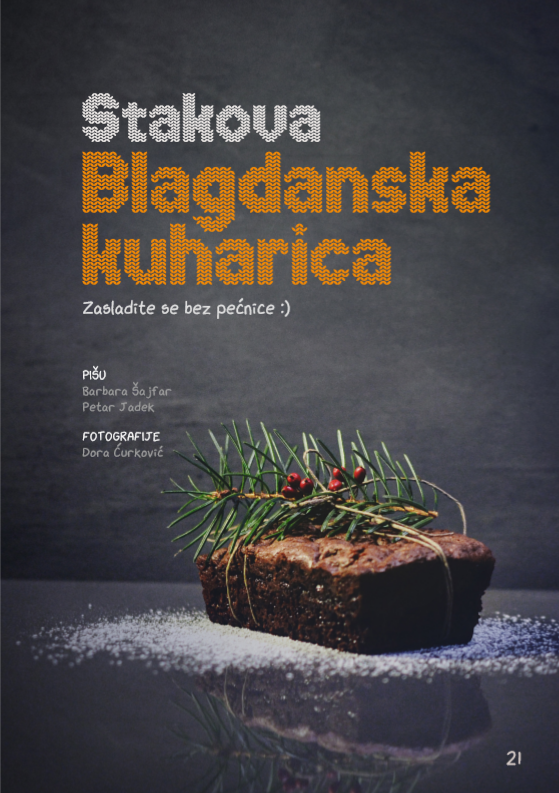 Stakova
Blagdanska
kuharica
Zasladite se bez pećnice :)
PIŠU
Barbara Šajfar
Petar Jadek
FOTOGRAFIJE
Dora Ćurković
21